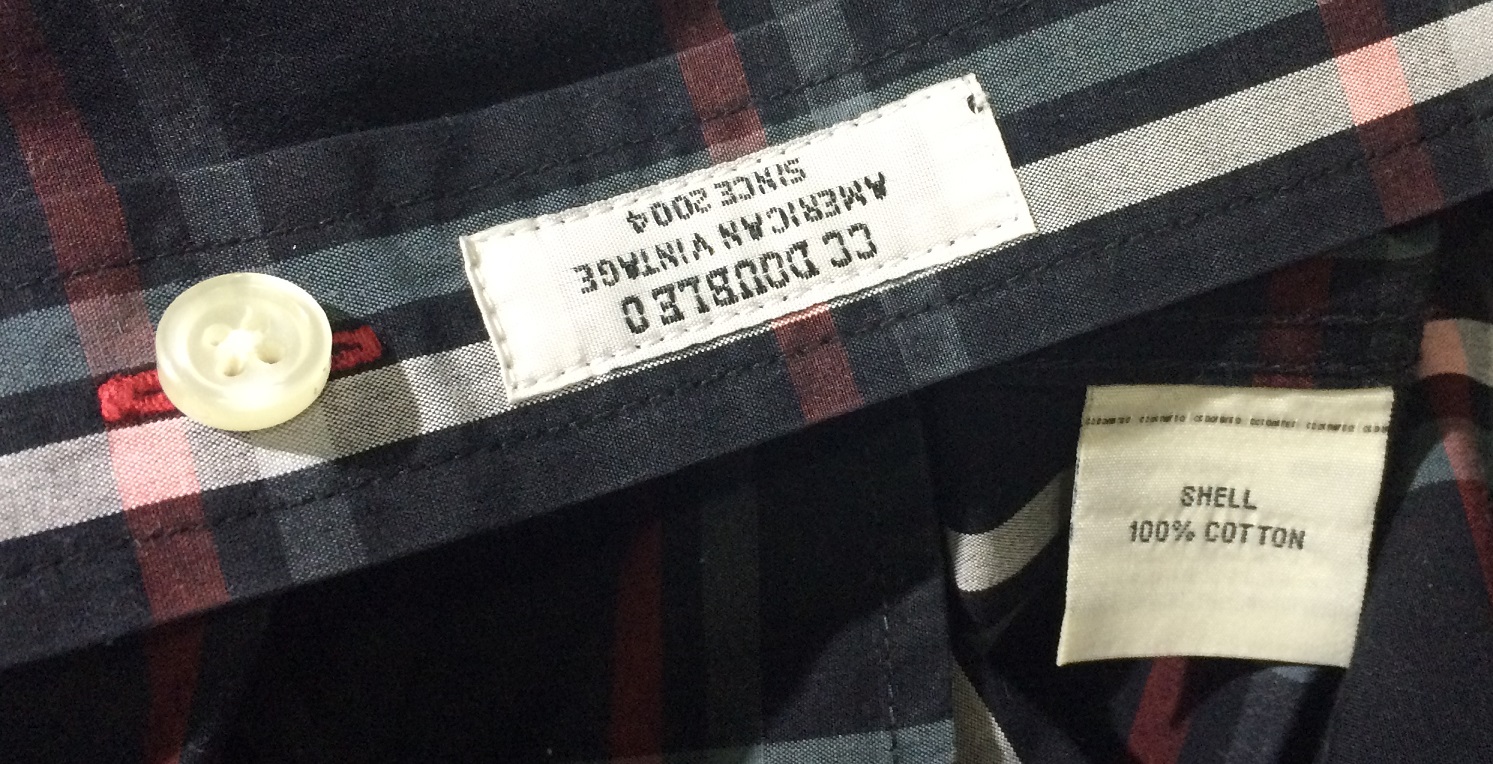 CC DOUBLE O
AMERICAN VINTAGE
SINCE 2004
SHELL
100% COTTON